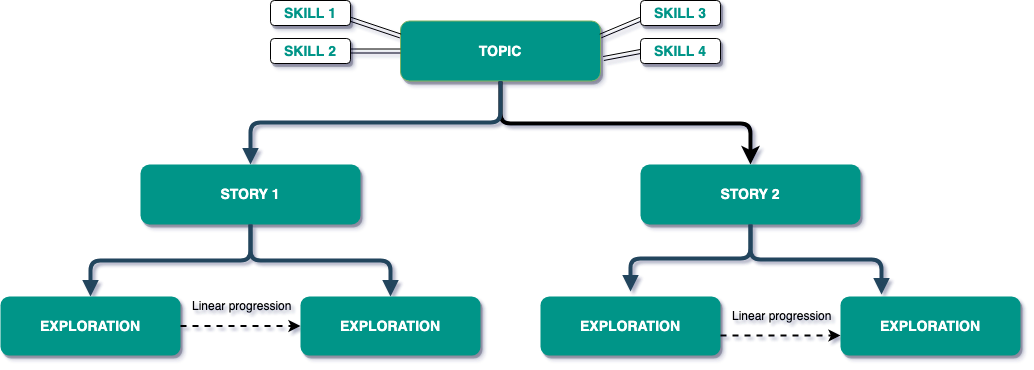 SKILL 1
SKILL 3
SKILL 2
TOPIC
SKILL 4
STORY 1
STORY 2
Linear progression
EXPLORATION
EXPLORATION
Linear progression
EXPLORATION
EXPLORATION